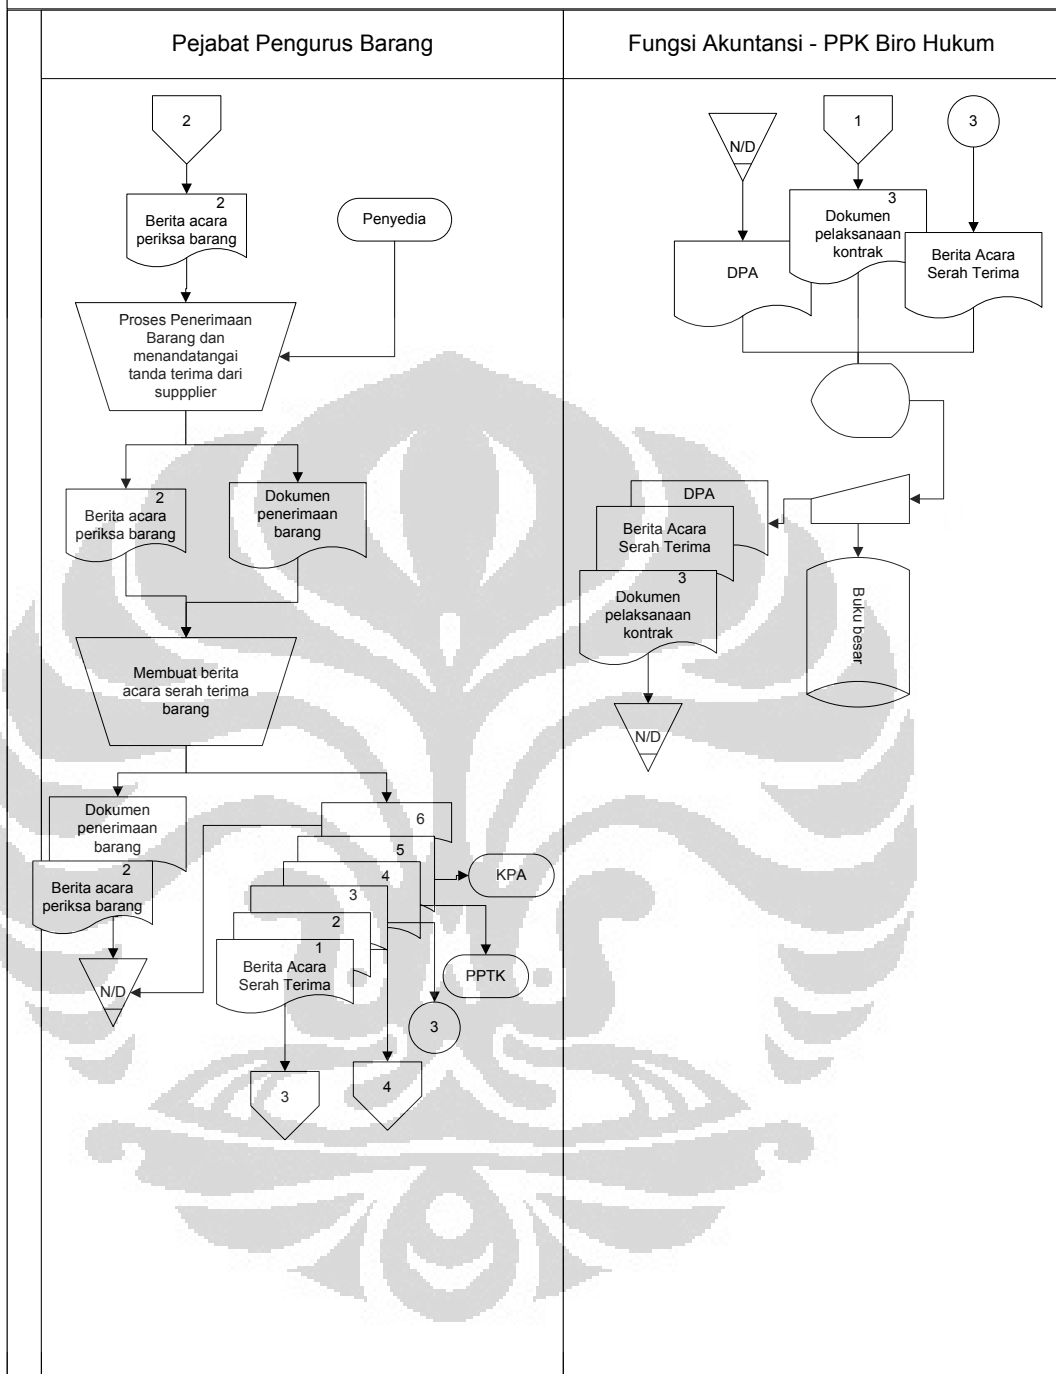 Pejabat Pengurus Barang
Fungsi Akuntansi - PPK Biro Hukum
2
2
Berita acara
periksa barang
Penyedia
Proses Penerimaan
Barang dan
menandatangai
tanda terima dari
suppplier
2
Berita acara
periksa barang
Dokumen
penerimaan
barang
Membuat berita
acara serah terima
barang
Dokumen
penerimaan
barang
2
Berita acara
periksa barang
N/D
6
5
4
3
2
1
Berita Acara
Serah Terima
KPA
PPTK
3
3
4
N/D
1
3
DPA
3
Dokumen
pelaksanaan
kontrak
Berita Acara
Serah Terima
DPA
Berita Acara
Serah Terima
3
Dokumen
pelaksanaan
kontrak
Buku besar
N/D